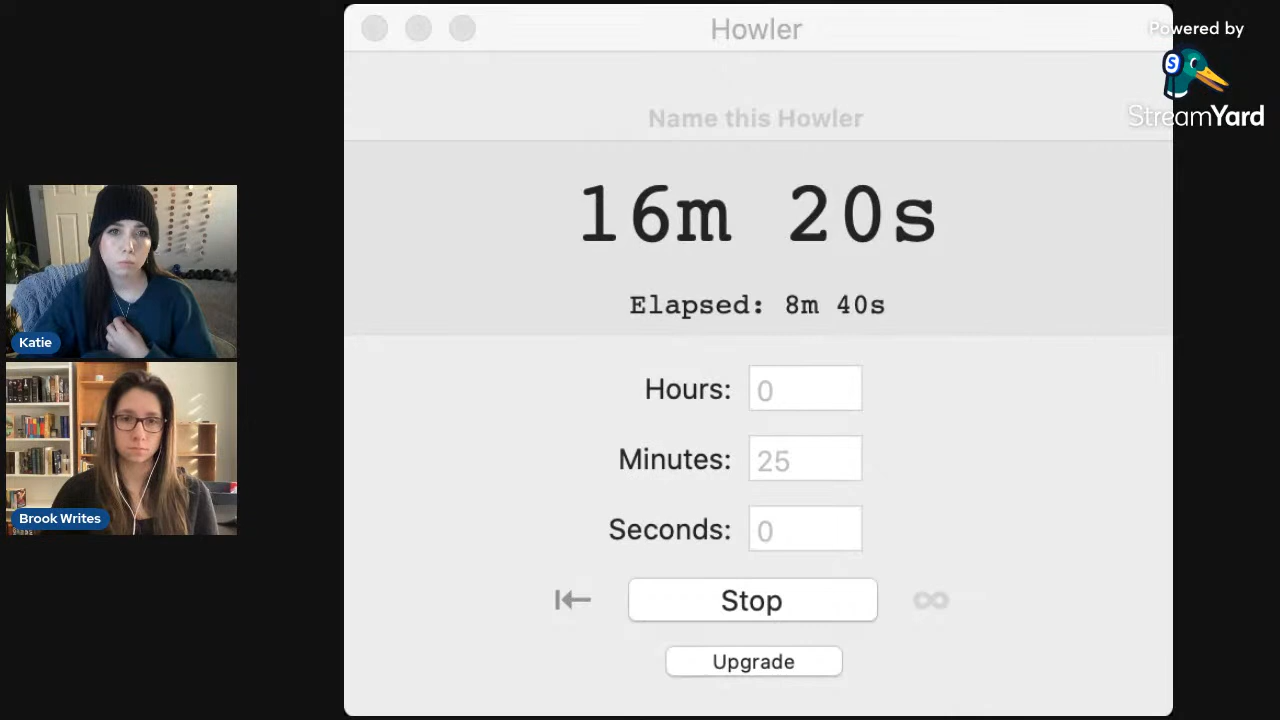 Howler
Powered by
S
StreamYard
Name this Howler
16m 20s
Elapsed: 8m 40s
Katie
Brook Writes
Hours: 0
Minutes: 25
Seconds: 0
Stop
Upgrade